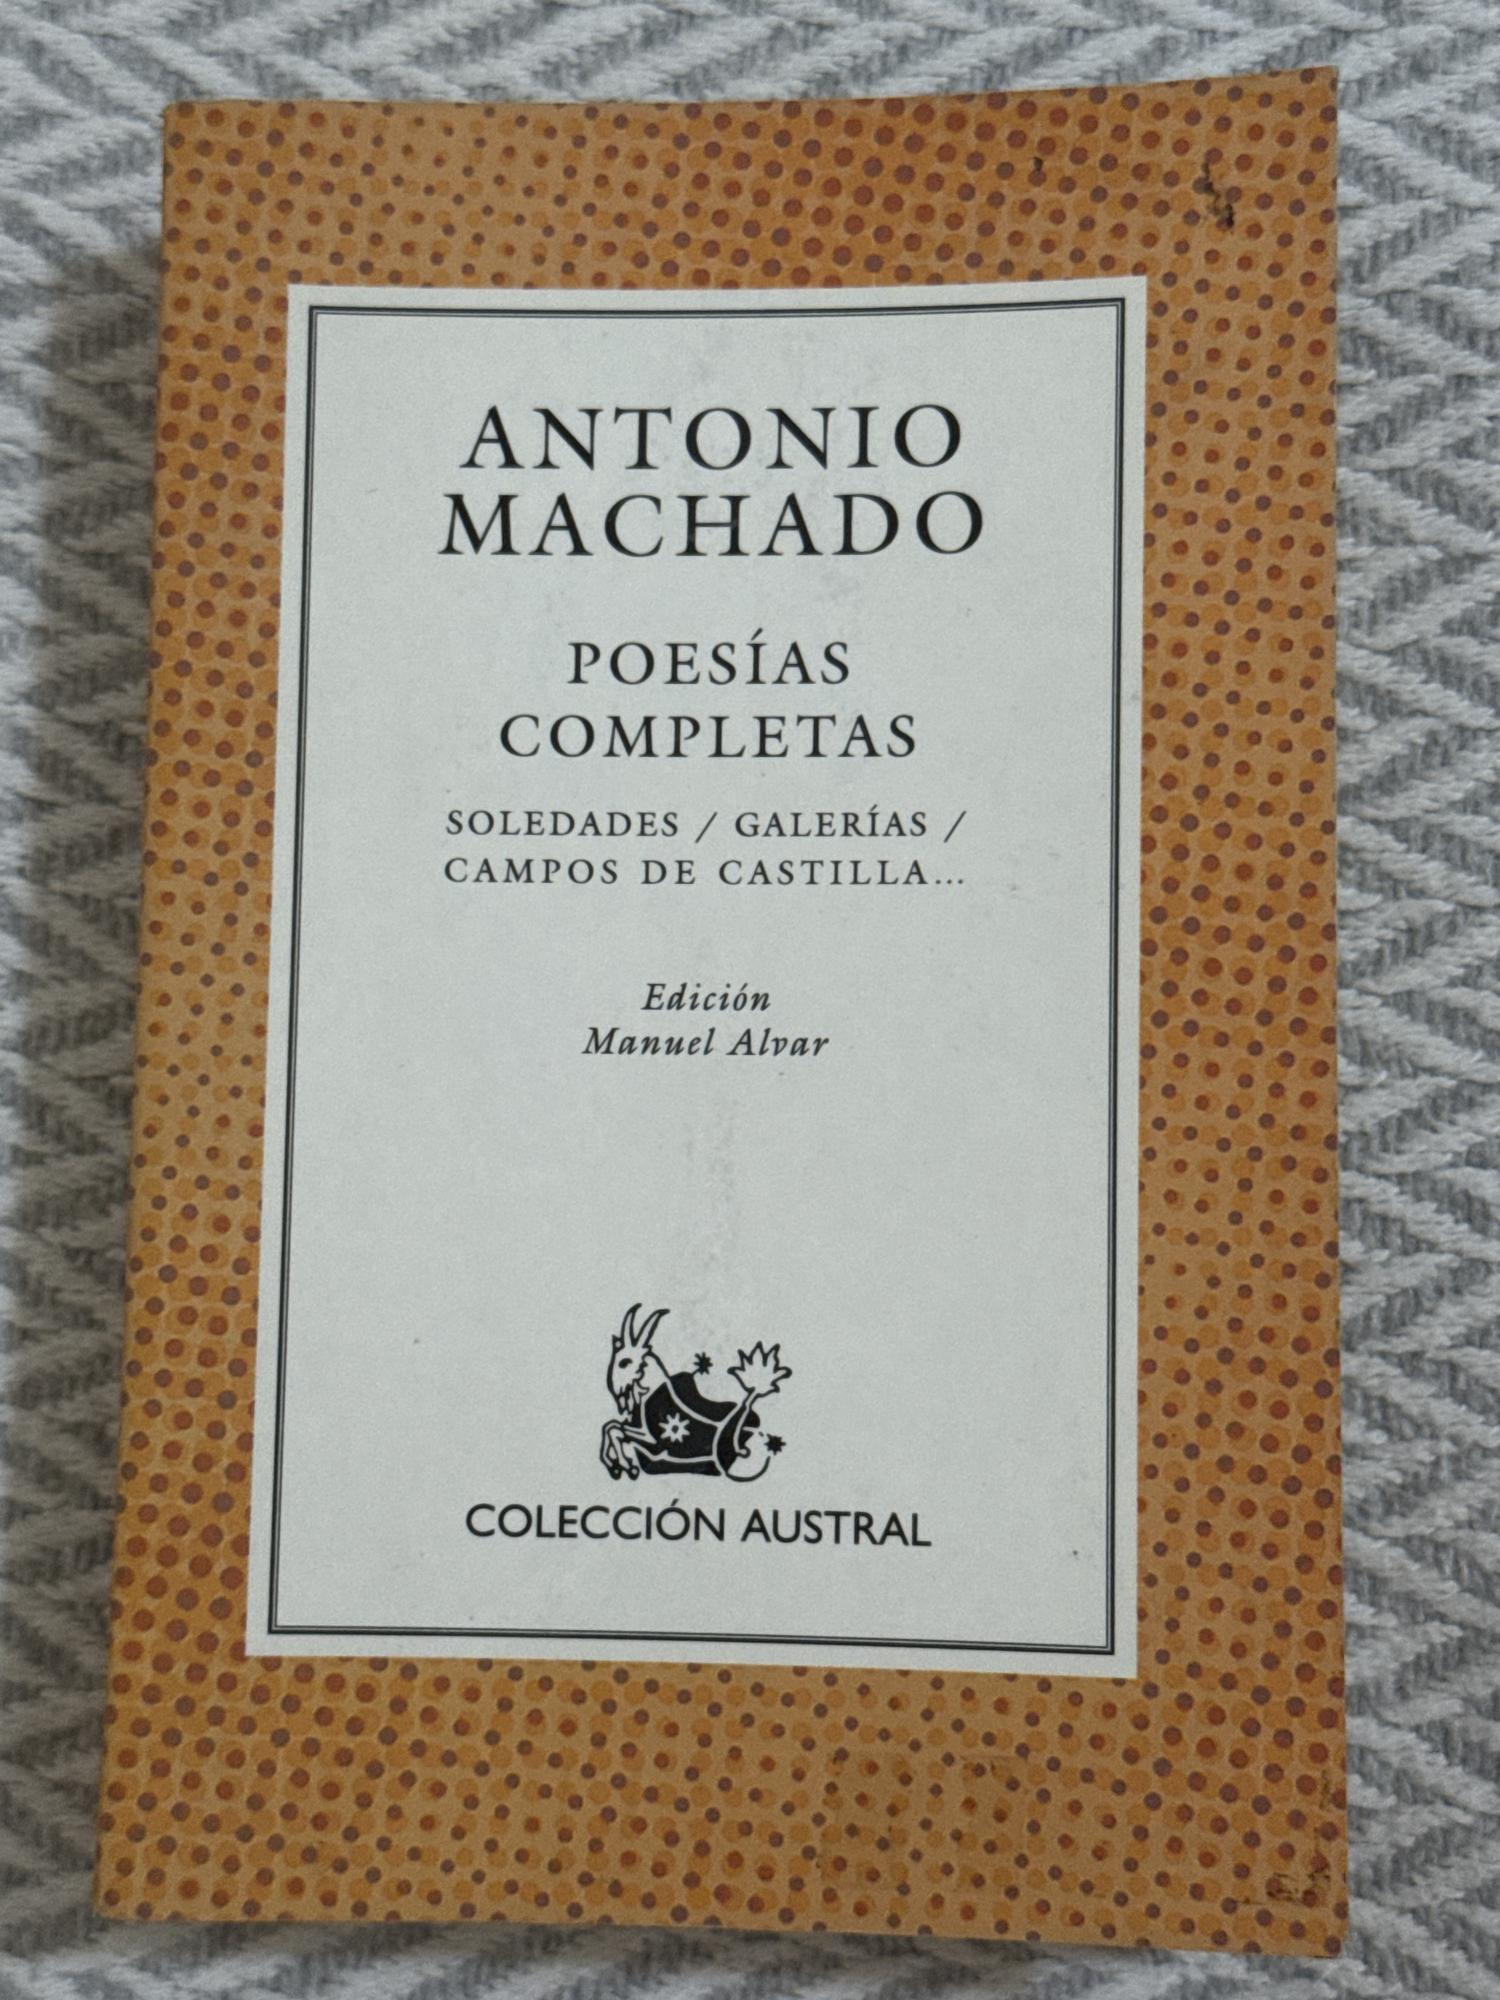 ANTONIO
MACHADO
POESÍAS
COMPLETAS
SOLEDADES / GALERÍAS /
CAMPOS DE CASTILLA...
Edición
Manuel Alvar
COLECCIÓN AUSTRAL